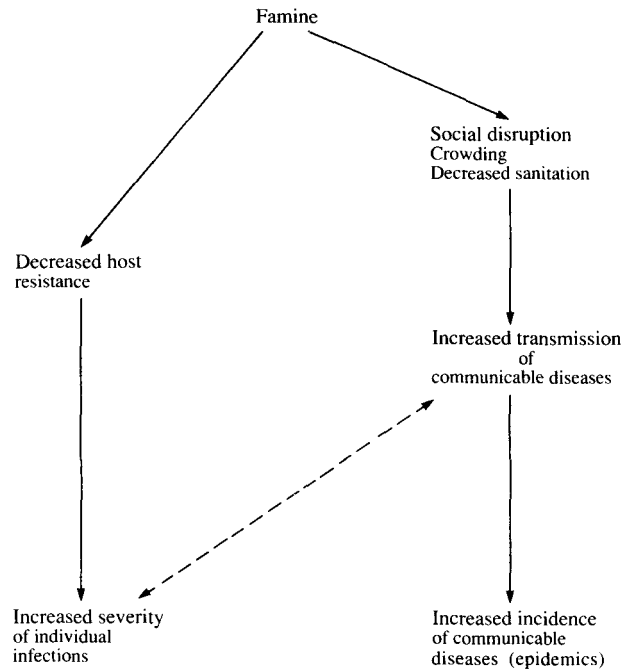 Famine
Social disruption
Crowding
Decreased sanitation
Decreased host
resistance
Increased transmission
of
communicable diseases
Increased severity
of individual
infections
Increased incidence
of communicable
diseases (epidemics)